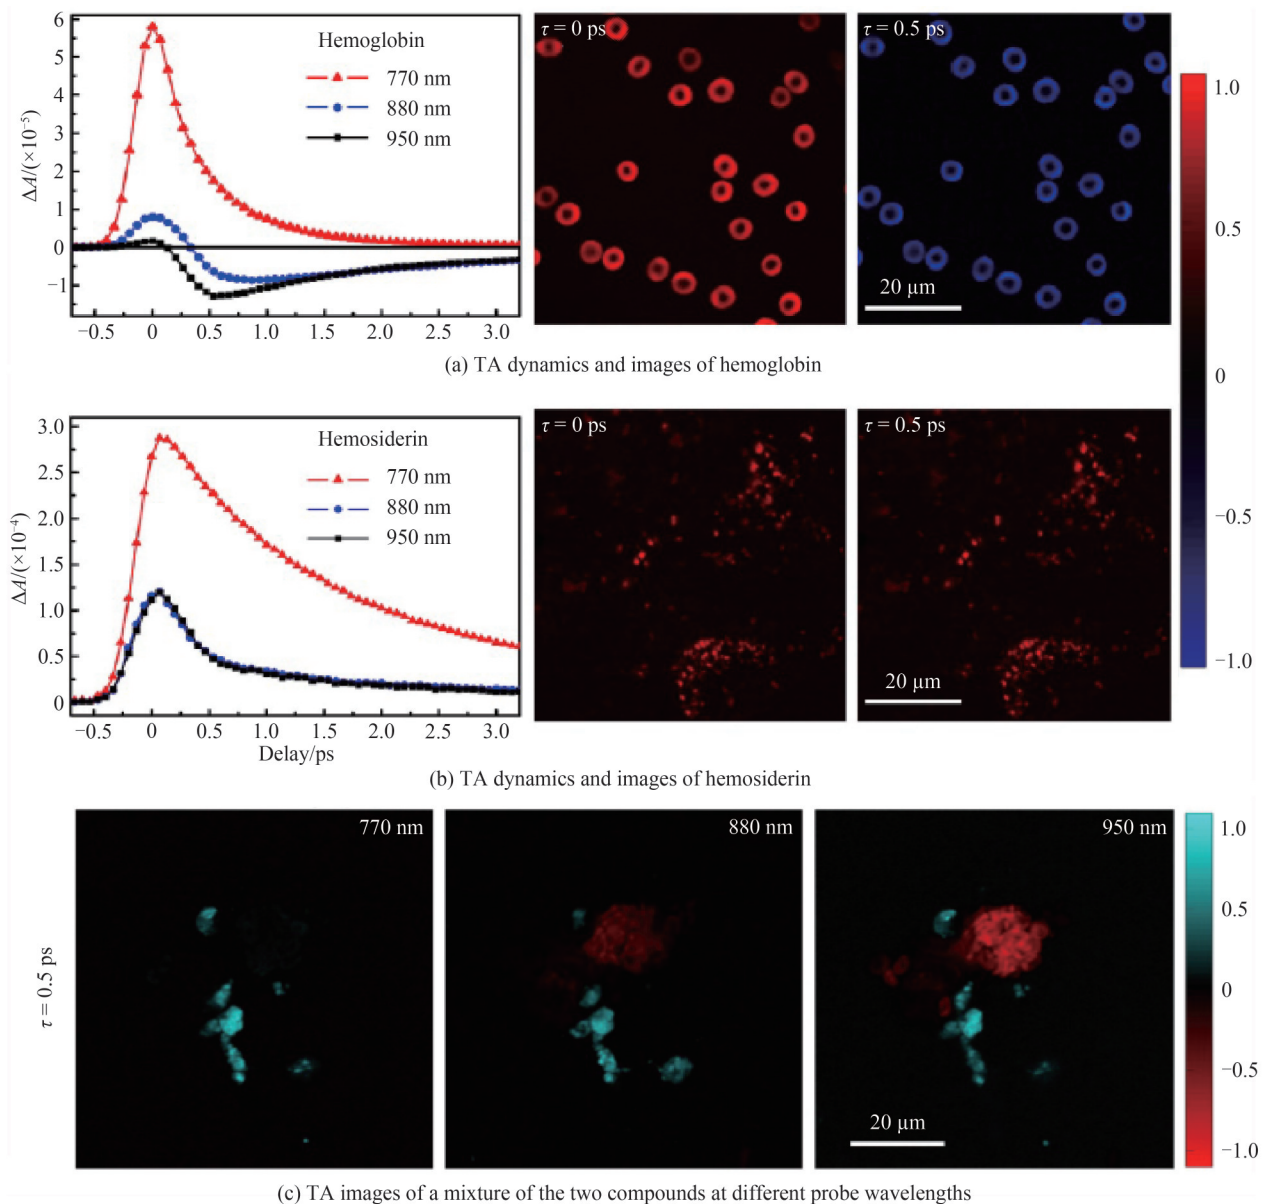 6
5
4
3
2
1
0
−1
ΔA/(×10⁻⁵)
Hemoglobin
770 nm
880 nm
950 nm
−0.5 0 0.5 1.0 1.5 2.0 2.5 3.0
τ = 0 ps
τ = 0.5 ps
20 μm
1.0
0.5
0
−0.5
−1.0
(a) TA dynamics and images of hemoglobin
3.0
2.5
2.0
1.5
1.0
0.5
0
ΔA/(×10⁻⁴)
Hemosiderin
770 nm
880 nm
950 nm
−0.5 0 0.5 1.0 1.5 2.0 2.5 3.0
Delay/ps
τ = 0 ps
τ = 0.5 ps
20 μm
(b) TA dynamics and images of hemosiderin
τ = 0.5 ps
770 nm
880 nm
950 nm
20 μm
1.0
0.5
0
−0.5
−1.0
(c) TA images of a mixture of the two compounds at different probe wavelengths